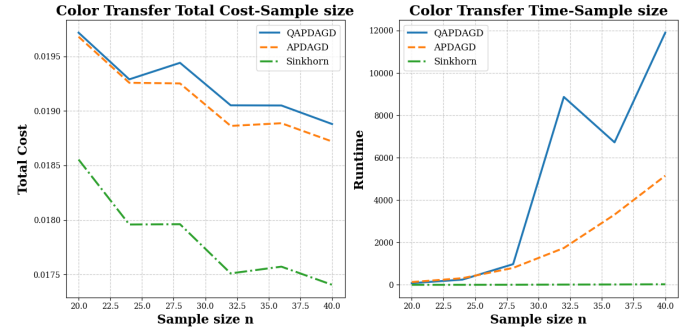 Color Transfer Total Cost-Sample size
QAPDAGD
APDAGD
Sinkhorn
0.0195
0.0190
0.0185
0.0180
0.0175
Total Cost
20.0 22.5 25.0 27.5 30.0 32.5 35.0 37.5 40.0
Sample size n
Color Transfer Time-Sample size
QAPDAGD
APDAGD
Sinkhorn
12000
10000
8000
6000
4000
2000
0
Runtime
20.0 22.5 25.0 27.5 30.0 32.5 35.0 37.5 40.0
Sample size n